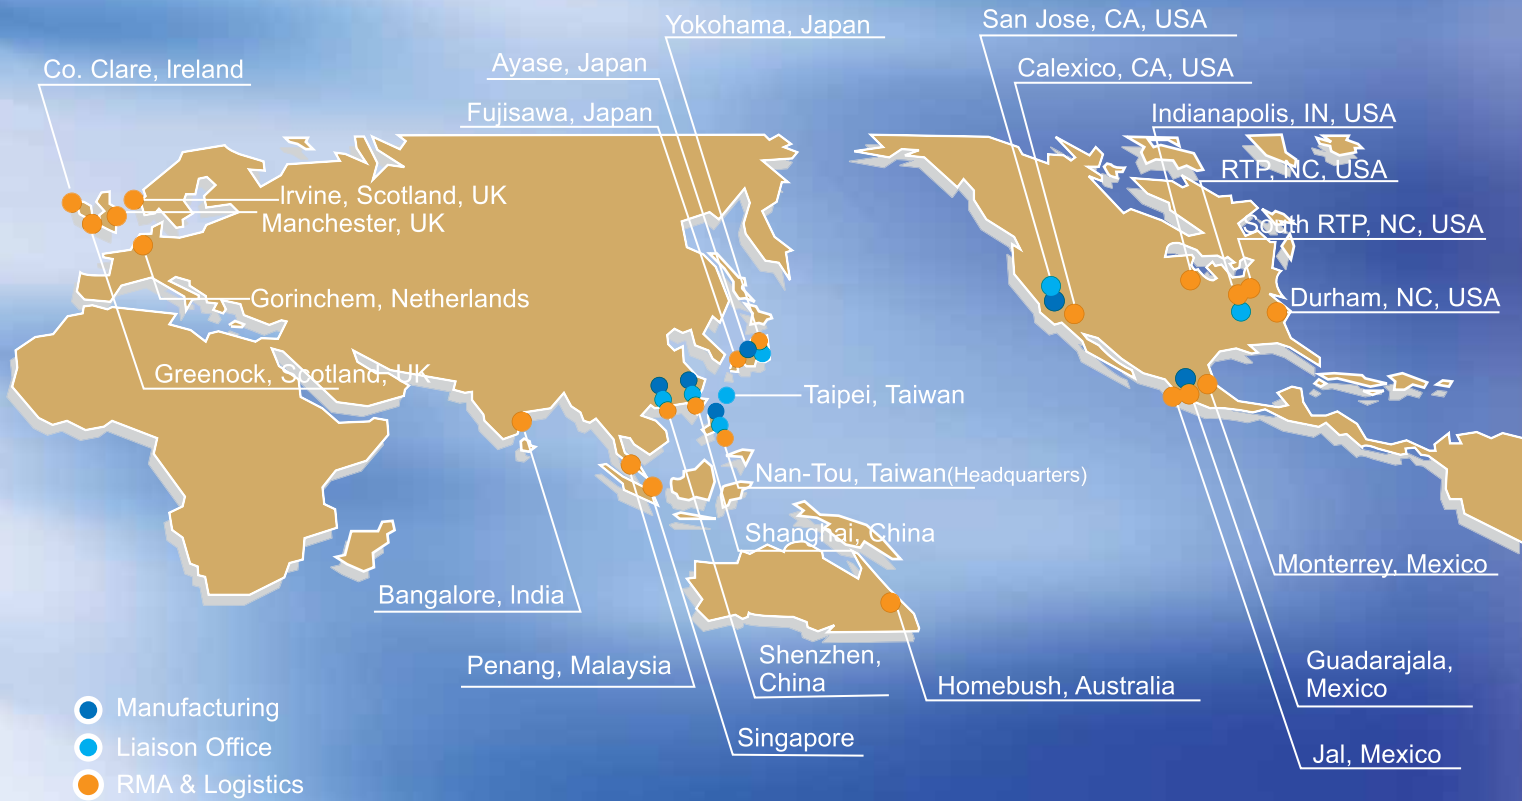 Yokohama, Japan
San Jose, CA, USA
Ayase, Japan
Co. Clare, Ireland
Calexico, CA, USA
Fujisawa, Japan
Indianapolis, IN, USA
RTP, NC, USA
Irvine, Scotland, UK
Manchester, UK
South RTP, NC, USA
Gorinchem, Netherlands
Durham, NC, USA
Greenock, Scotland, UK
Taipei, Taiwan
Nan-Tou, Taiwan(Headquarters)
Shanghai, China
Monterrey, Mexico
Bangalore, India
Penang, Malaysia
Shenzhen,
China
Homebush, Australia
Guadarajala,
Mexico
Singapore
Jal, Mexico
Manufacturing
Liaison Office
RMA & Logistics